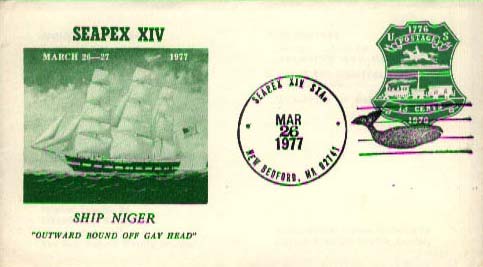 SEAPEX XIV
MARCH 26—27 1977
SHIP NIGER
"OUTWARD BOUND OFF GAY HEAD"
SEAPEX XIV STA.
MAR
26
1977
NEW BEDFORD, MA 02741
1776
U S
POSTAGE
13 CENTS
1976